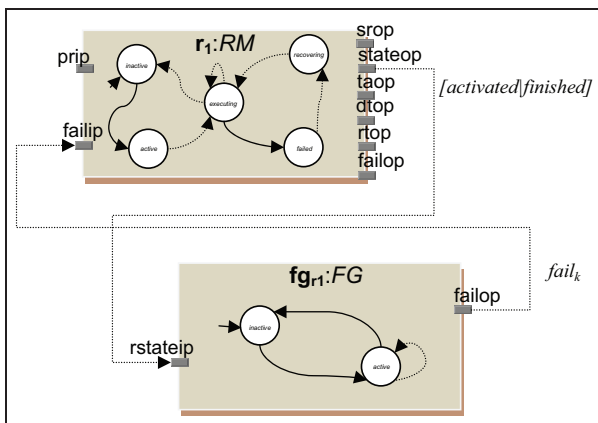 r1:RM
srop
stateop
prip
inactive
recovering
taop
[activated|finished]
executing
dtop
failip
rtop
active
failed
failop
fgr1:FG
failk
failop
inactive
rstateip
active